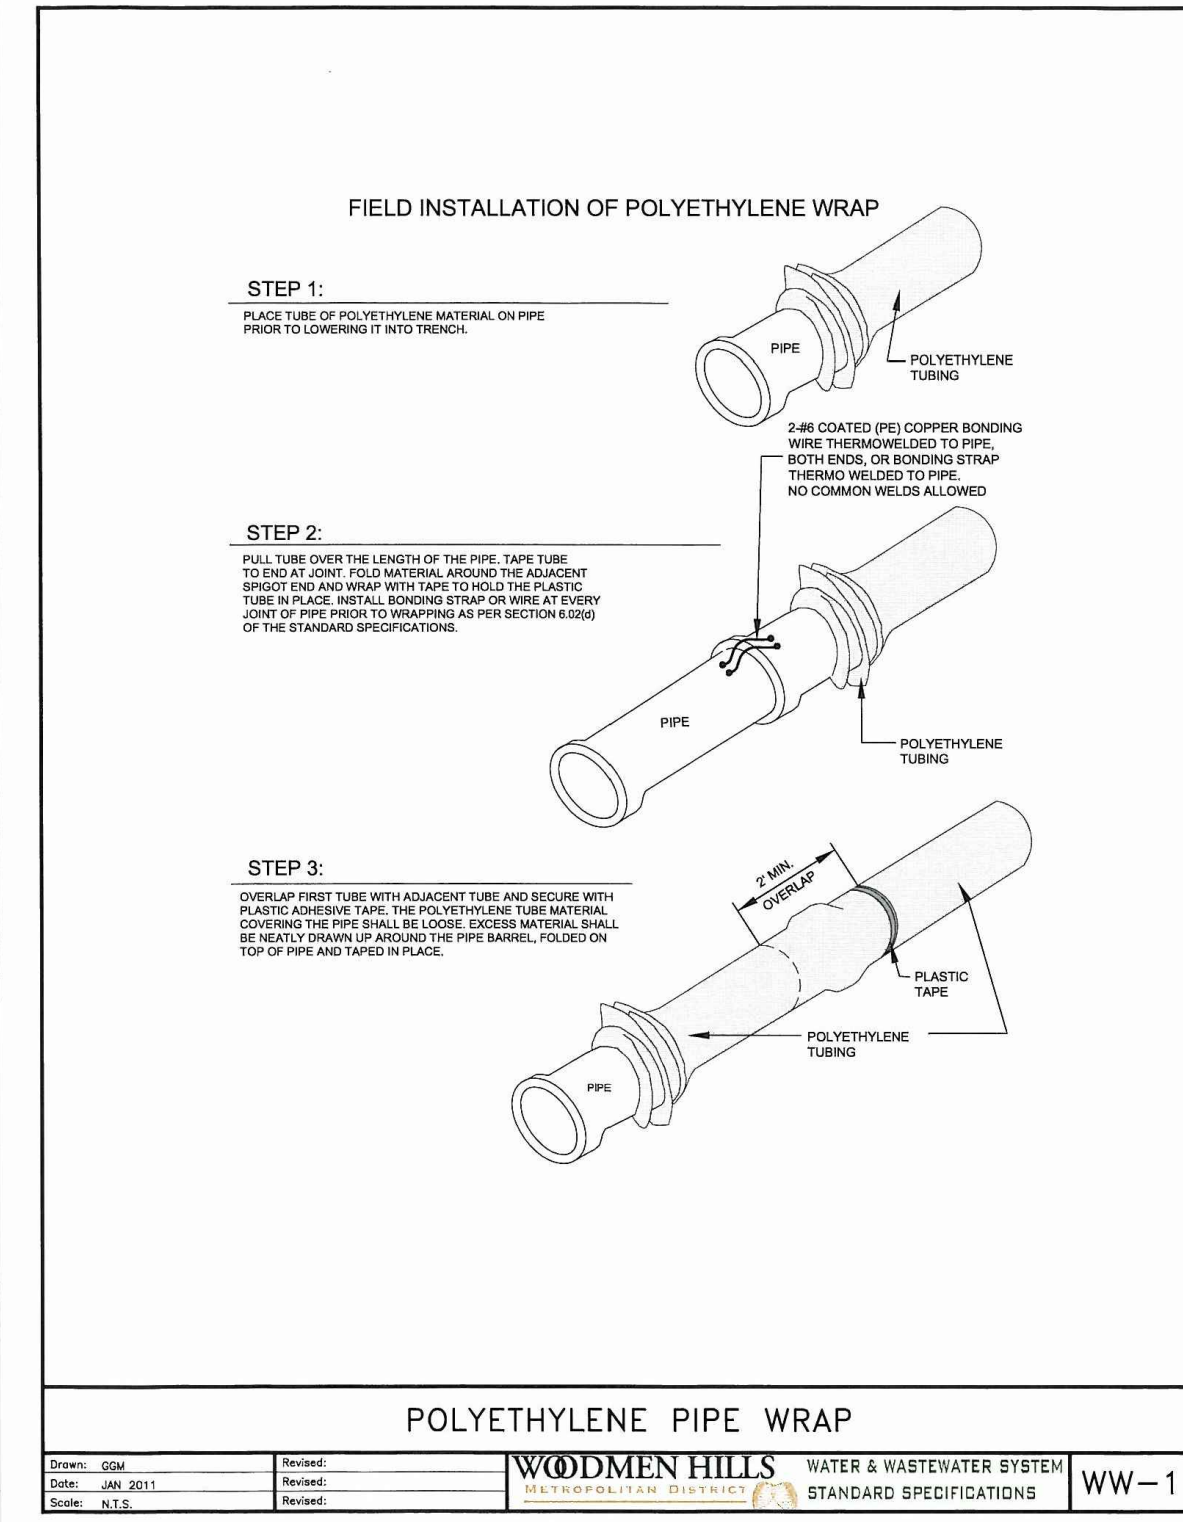 FIELD INSTALLATION OF POLYETHYLENE WRAP
STEP 1:
PLACE TUBE OF POLYETHYLENE MATERIAL ON PIPE
PRIOR TO LOWERING IT INTO TRENCH.
PIPE
POLYETHYLENE
TUBING
2-#6 COATED (PE) COPPER BONDING
WIRE THERMOWELDED TO PIPE,
BOTH ENDS, OR BONDING STRAP
THERMO WELDED TO PIPE.
NO COMMON WELDS ALLOWED
STEP 2:
PULL TUBE OVER THE LENGTH OF THE PIPE. TAPE TUBE
TO END AT JOINT. FOLD MATERIAL AROUND THE ADJACENT
SPIGOT END AND WRAP WITH TAPE TO HOLD THE PLASTIC
TUBE IN PLACE. INSTALL BONDING STRAP OR WIRE AT EVERY
JOINT OF PIPE PRIOR TO WRAPPING AS PER SECTION 6.02(d)
OF THE STANDARD SPECIFICATIONS.
PIPE
POLYETHYLENE
TUBING
STEP 3:
OVERLAP FIRST TUBE WITH ADJACENT TUBE AND SECURE WITH
PLASTIC ADHESIVE TAPE. THE POLYETHYLENE TUBE MATERIAL
COVERING THE PIPE SHALL BE LOOSE. EXCESS MATERIAL SHALL
BE NEATLY DRAWN UP AROUND THE PIPE BARREL, FOLDED ON
TOP OF PIPE AND TAPED IN PLACE.
2' MIN.
OVERLAP
PLASTIC
TAPE
POLYETHYLENE
TUBING
PIPE
POLYETHYLENE PIPE WRAP
Drawn: GGM
Date: JAN 2011
Scale: N.T.S.
Revised:
Revised:
Revised:
WOODMEN HILLS
METROPOLITAN DISTRICT
WATER & WASTEWATER SYSTEM
STANDARD SPECIFICATIONS
WW-1